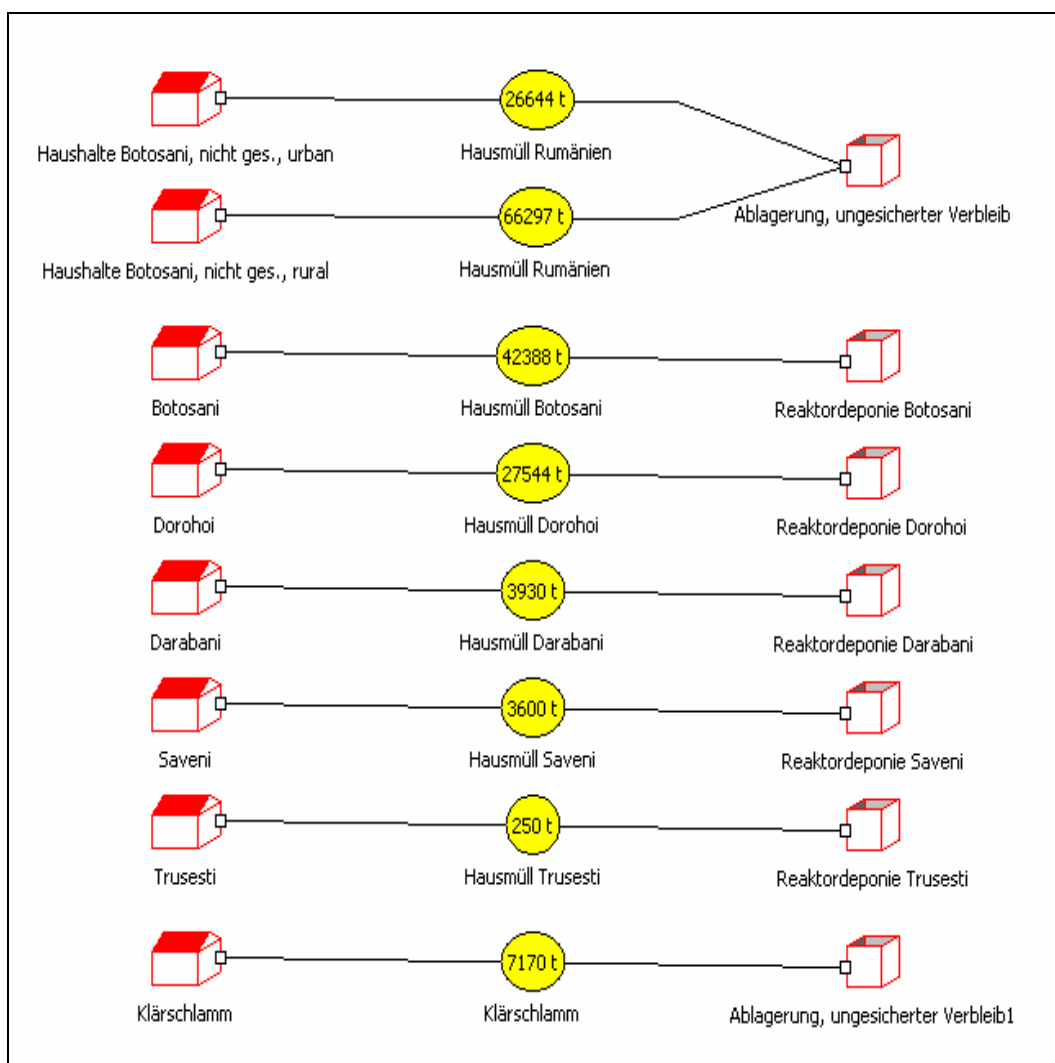 26644 t
Haushalte Botosani, nicht ges., urban
Hausmüll Rumänien
Ablagerung, ungesicherter Verbleib
66297 t
Haushalte Botosani, nicht ges., rural
Hausmüll Rumänien
42388 t
Botosani
Hausmüll Botosani
Reaktordeponie Botosani
27544 t
Dorohoi
Hausmüll Dorohoi
Reaktordeponie Dorohoi
3930 t
Darabani
Hausmüll Darabani
Reaktordeponie Darabani
3600 t
Saveni
Hausmüll Saveni
Reaktordeponie Saveni
250 t
Trusesti
Hausmüll Trusesti
Reaktordeponie Trusesti
7170 t
Klärschlamm
Klärschlamm
Ablagerung, ungesicherter Verbleib1